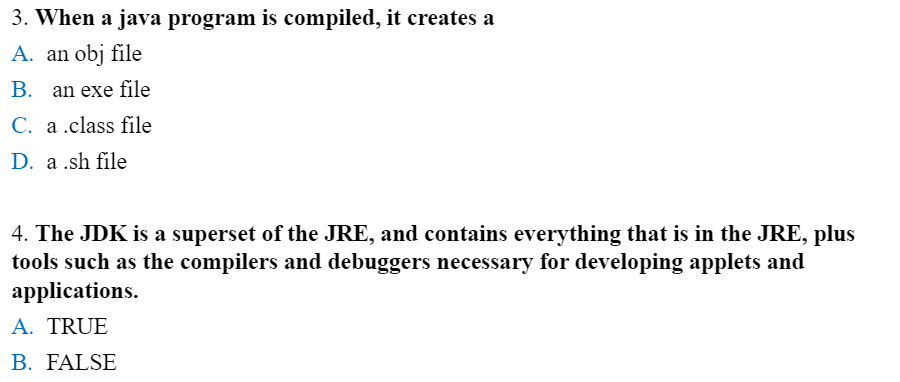 3. When a java program is compiled, it creates a
A. an obj file
B. an exe file
C. a .class file
D. a .sh file
4. The JDK is a superset of the JRE, and contains everything that is in the JRE, plus
tools such as the compilers and debuggers necessary for developing applets and
applications.
A. TRUE
B. FALSE